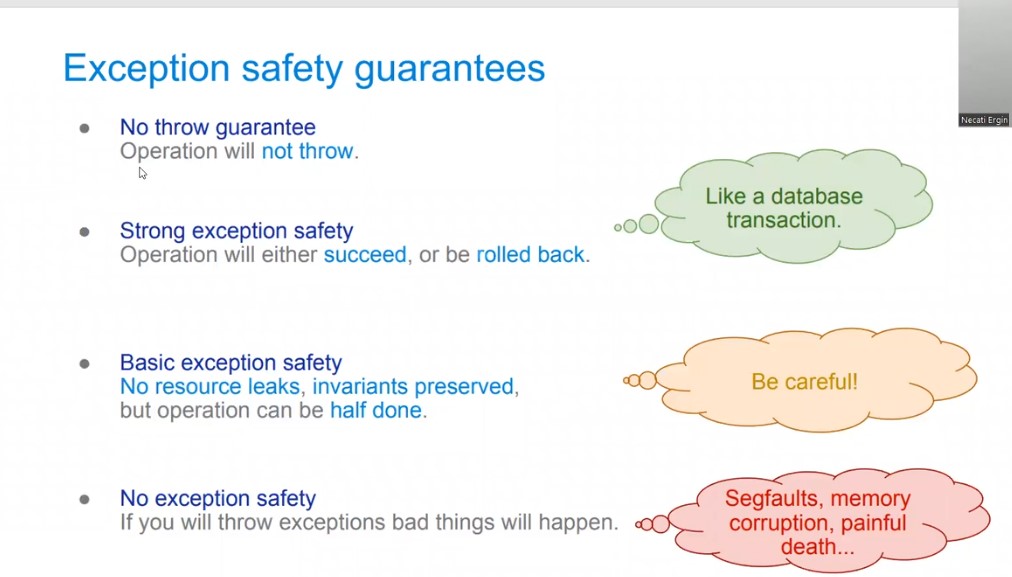 Exception safety guarantees
Necati Ergin
● No throw guarantee
Operation will not throw.
Like a database
transaction.
● Strong exception safety
Operation will either succeed, or be rolled back.
● Basic exception safety
No resource leaks, invariants preserved,
but operation can be half done.
Be careful!
● No exception safety
If you will throw exceptions bad things will happen.
Segfaults, memory
corruption, painful
death...